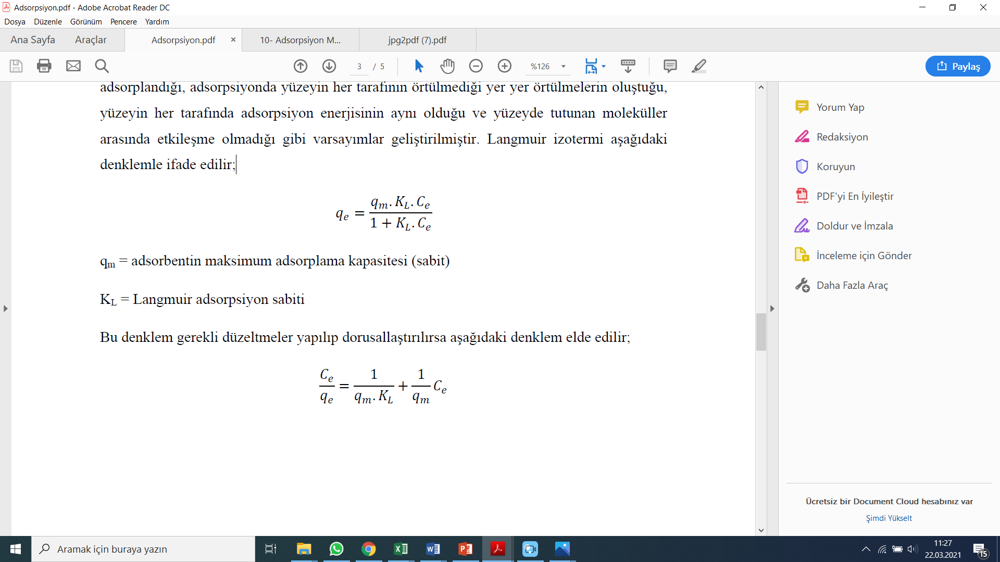 Adsorpsiyon.pdf - Adobe Acrobat Reader DC
Dosya Düzenle Görünüm Pencere Yardım
Ana Sayfa Araçlar Adsorpsiyon.pdf × 10- Adsorpsiyon M... jpg2pdf (7).pdf
3 / 5 %126 Paylaş
adsorplandığı, adsorpsiyonda yüzeyin her tarafının örtülmediği yer yer örtülmelerin oluştuğu,
yüzeyin her tarafında adsorpsiyon enerjisinin aynı olduğu ve yüzeyde tutunan moleküller
arasında etkileşme olmadığı gibi varsayımlar geliştirilmiştir. Langmuir izotermi aşağıdaki
denklemle ifade edilir;
qe = qm. KL. Ce / 1 + KL. Ce
qm = adsorbentin maksimum adsorplama kapasitesi (sabit)
KL = Langmuir adsorpsiyon sabiti
Bu denklem gerekli düzeltmeler yapılıp dorusallaştırılırsa aşağıdaki denklem elde edilir;
Ce / qe = 1 / qm. KL + 1 / qm Ce
Yorum Yap
Redaksiyon
Koruyun
PDF'yi En İyileştir
Doldur ve İmzala
İnceleme için Gönder
Daha Fazla Araç
Ücretsiz bir Document Cloud hesabınız var
Şimdi Yükselt
Aramak için buraya yazın
11:27
22.03.2021
15